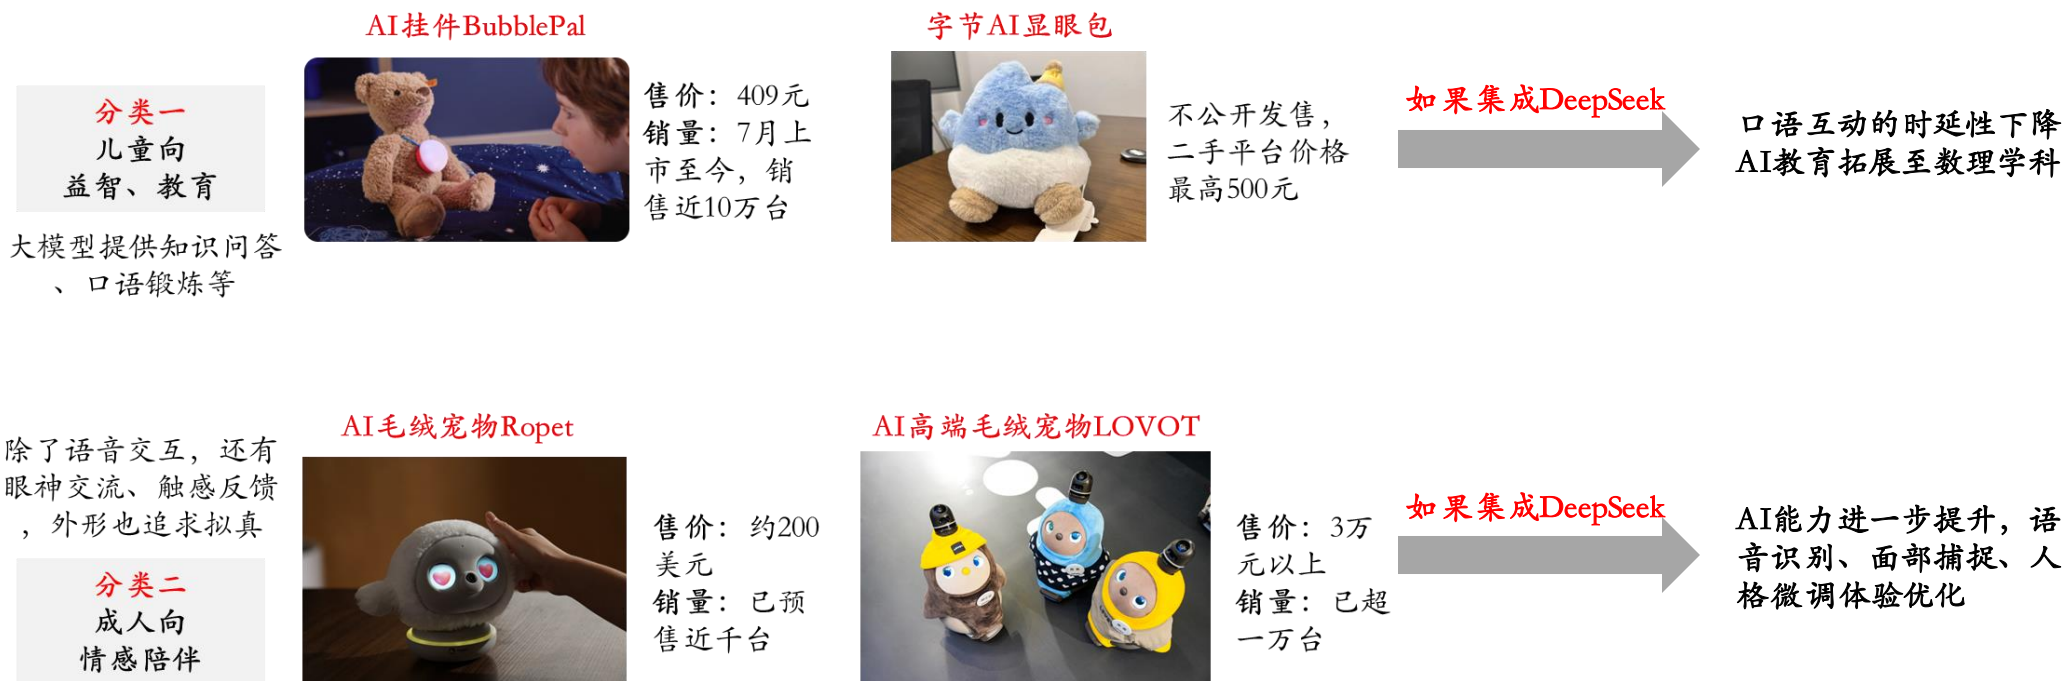 AI挂件BubblePal
字节AI显眼包
分类一
儿童向
益智、教育
大模型提供知识问答
、口语锻炼等
售价：409元
销量：7月上
市至今，销
售近10万台
不公开发售，
二手平台价格
最高500元
如果集成DeepSeek
口语互动的时延性下降
AI教育拓展至数理学科
AI毛绒宠物Ropet
AI高端毛绒宠物LOVOT
除了语音交互，还有
眼神交流、触感反馈
，外形也追求拟真
分类二
成人向
情感陪伴
售价：约200
美元
销量：已预
售近千台
售价：3万
元以上
销量：已超
一万台
如果集成DeepSeek
AI能力进一步提升，语
音识别、面部捕捉、人
格微调体验优化